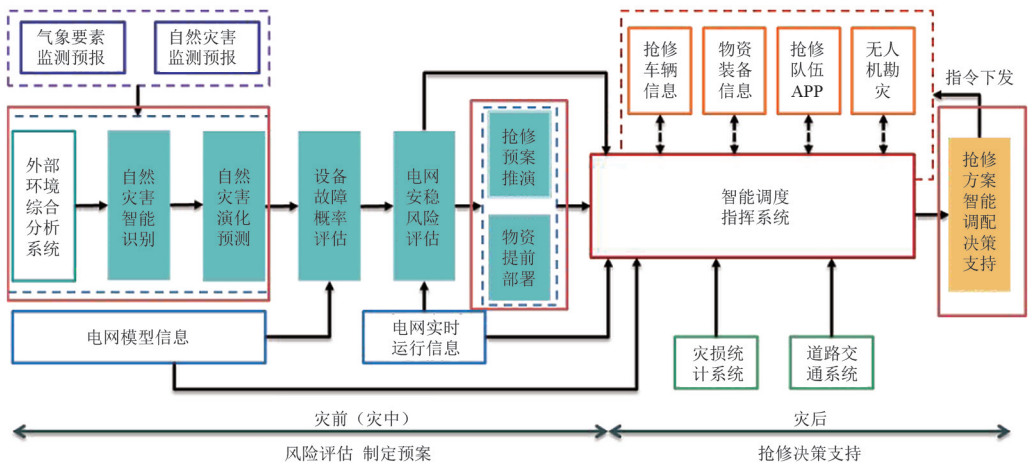 气象要素
监测预报
自然灾害
监测预报
抢修
车辆
信息
物资
装备
信息
抢修
队伍
APP
无人
机勘
灾
指令下发
外部
环境
综合
分析
系统
自然
灾害
智能
识别
自然
灾害
演化
预测
设备
故障
概率
评估
电网
安稳
风险
评估
抢修
预案
推演
物资
提前
部署
智能调度
指挥系统
抢修
方案
智能
调配
决策
支持
电网模型信息
电网实时
运行信息
灾损统
计系统
道路交
通系统
灾前（灾中）
灾后
风险评估 制定预案
抢修决策支持